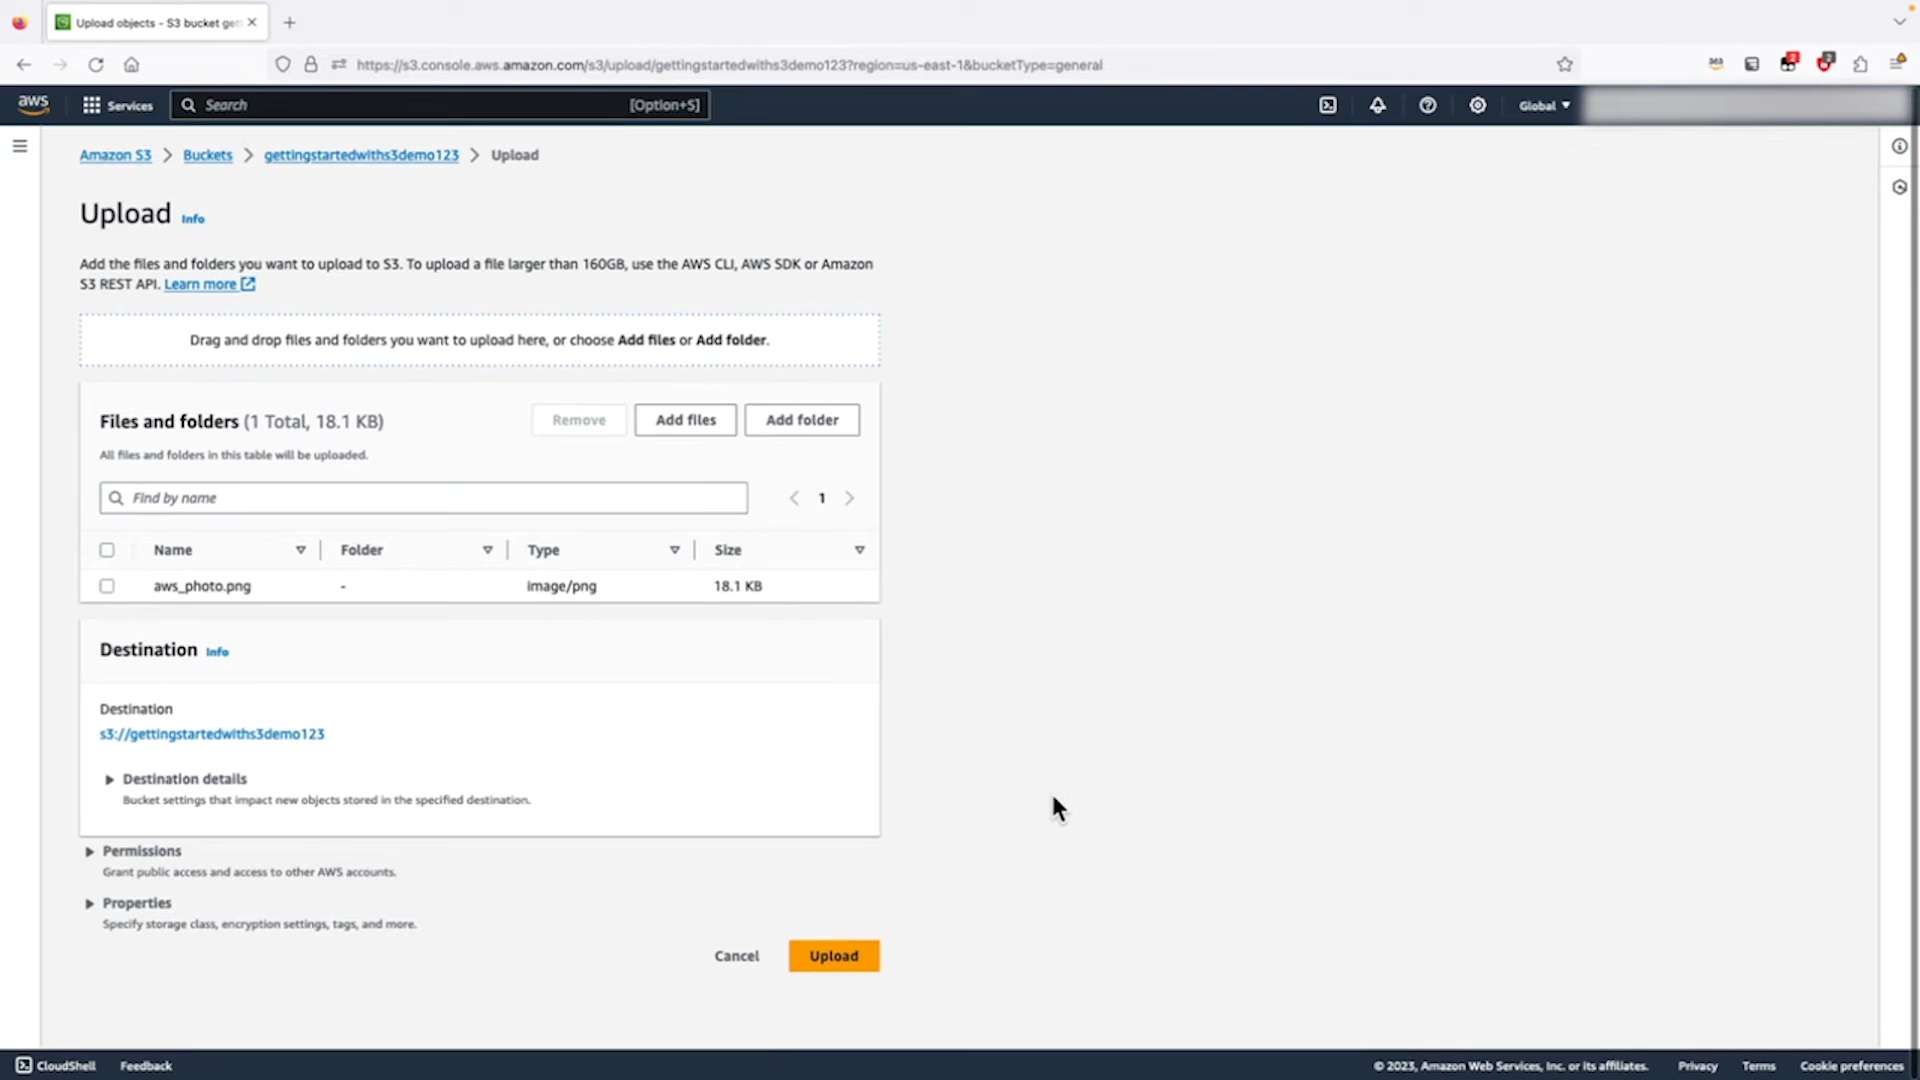 Upload objects - S3 bucket get
https://s3.console.aws.amazon.com/s3/upload/gettingstartedwiths3demo123?region=us-east-1&bucketType=general
aws
Services
Search
[Option+S]
Global
Amazon S3 > Buckets > gettingstartedwiths3demo123 > Upload
Upload Info
Add the files and folders you want to upload to S3. To upload a file larger than 160GB, use the AWS CLI, AWS SDK or Amazon
S3 REST API. Learn more
Drag and drop files and folders you want to upload here, or choose Add files or Add folder.
Files and folders (1 Total, 18.1 KB)
Remove
Add files
Add folder
All files and folders in this table will be uploaded.
Find by name
1
Name
Folder
Type
Size
aws_photo.png
-
image/png
18.1 KB
Destination Info
Destination
s3://gettingstartedwiths3demo123
Destination details
Bucket settings that impact new objects stored in the specified destination.
Permissions
Grant public access and access to other AWS accounts.
Properties
Specify storage class, encryption settings, tags, and more.
Cancel
Upload
CloudShell
Feedback
© 2023, Amazon Web Services, Inc. or its affiliates.
Privacy
Terms
Cookie preferences